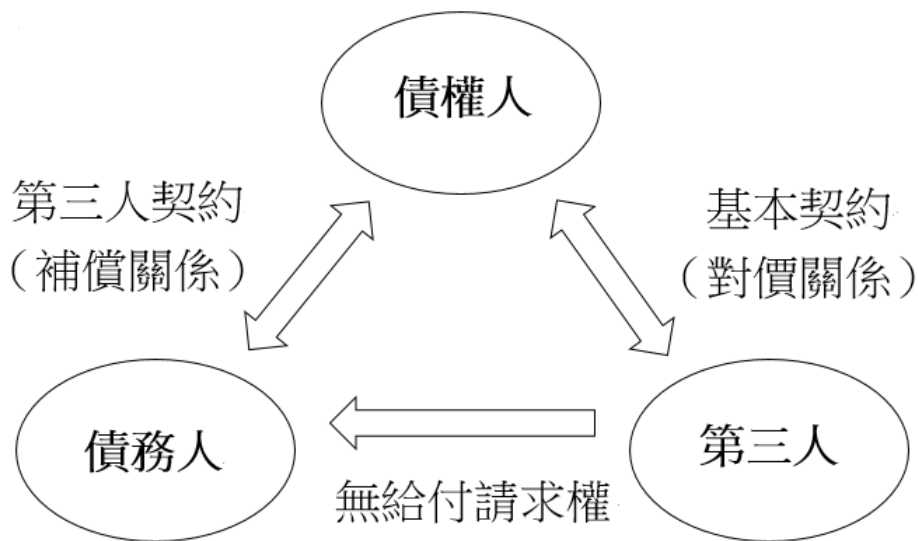 債權人
第三人契約
（補償關係）
基本契約
（對價關係）
債務人
第三人
無給付請求權